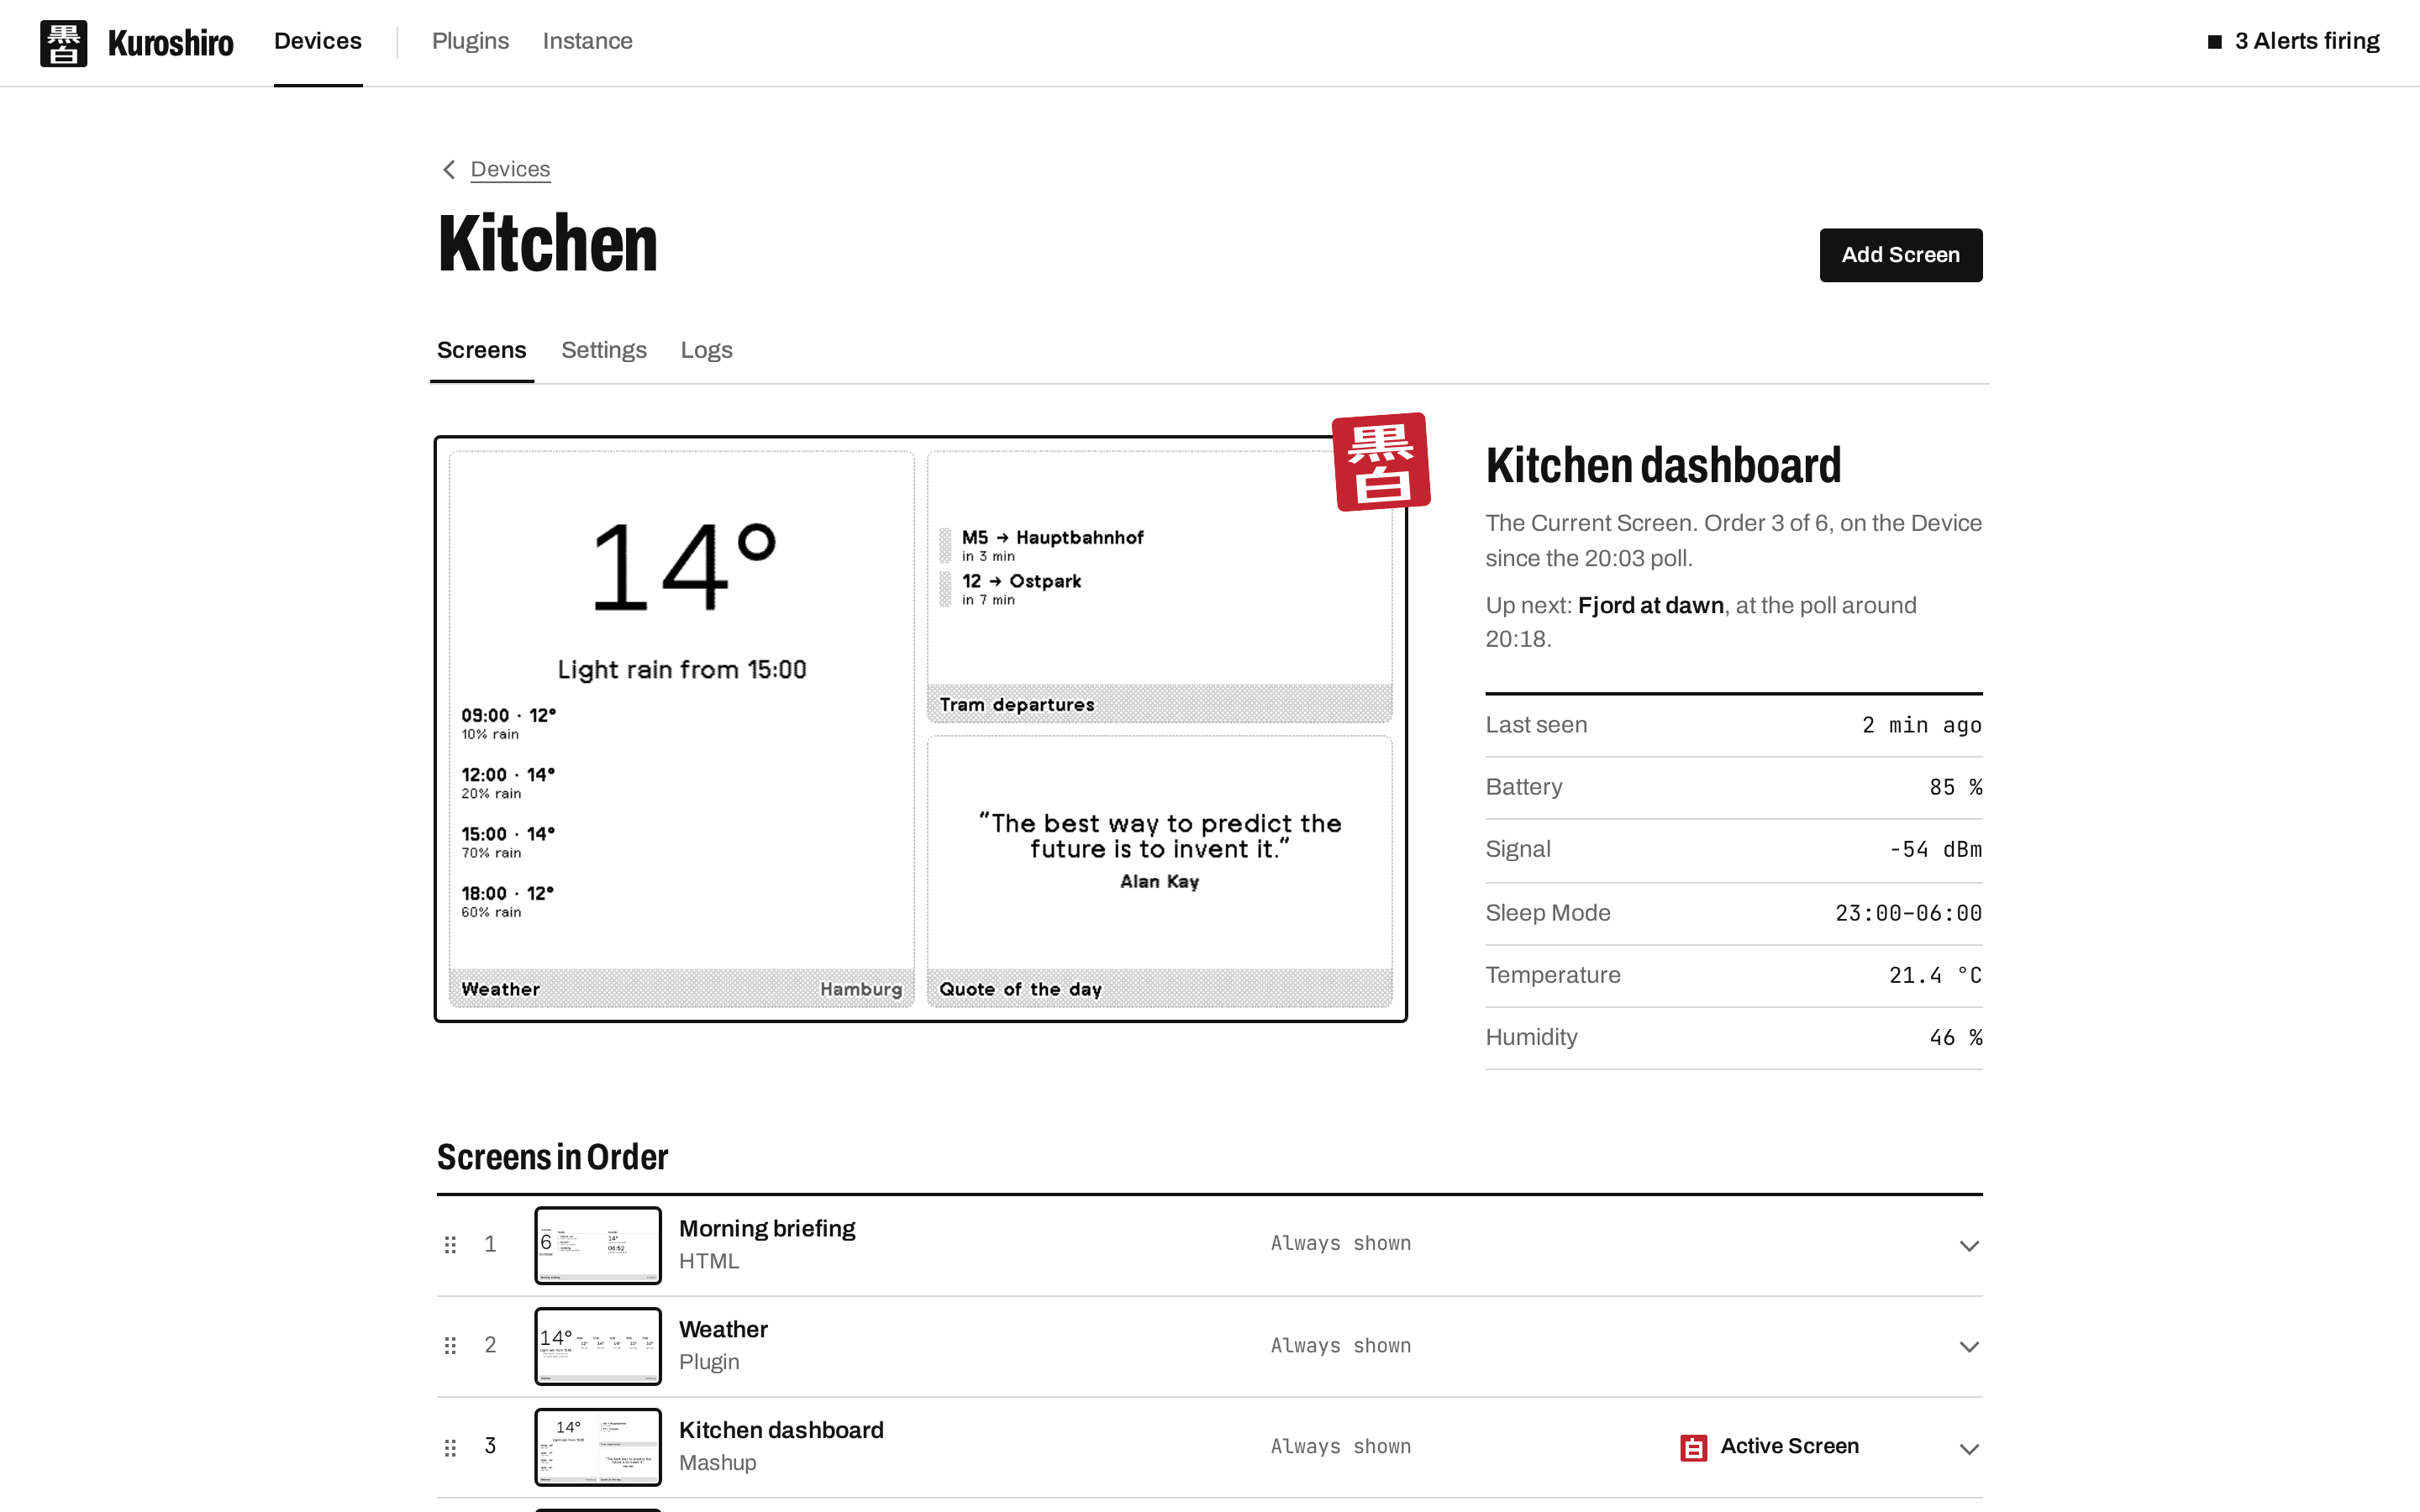 黒白
Kuroshiro
Devices
Plugins
Instance
3 Alerts firing
Devices
Kitchen
Add Screen
Screens
Settings
Logs
黒白
14°
Light rain from 15:00
09:00 · 12°
10% rain
12:00 · 14°
20% rain
15:00 · 14°
70% rain
18:00 · 12°
60% rain
Weather
Hamburg
M5 → Hauptbahnhof
in 3 min
12 → Ostpark
in 7 min
Tram departures
“The best way to predict the
future is to invent it.”
Alan Kay
Quote of the day
Kitchen dashboard
The Current Screen. Order 3 of 6, on the Device
since the 20:03 poll.
Up next: Fjord at dawn, at the poll around
20:18.
Last seen 2 min ago
Battery 85 %
Signal -54 dBm
Sleep Mode 23:00–06:00
Temperature 21.4 °C
Humidity 46 %
Screens in Order
1
6
14°
Morning briefing
HTML
Always shown
2
14°
Weather
Plugin
Always shown
3
14°
Kitchen dashboard
Mashup
Always shown
白
Active Screen